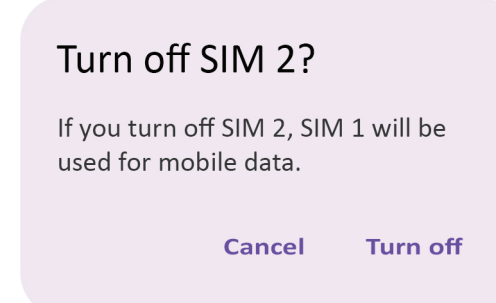 Turn off SIM 2?
If you turn off SIM 2, SIM 1 will be
used for mobile data.
Cancel Turn off